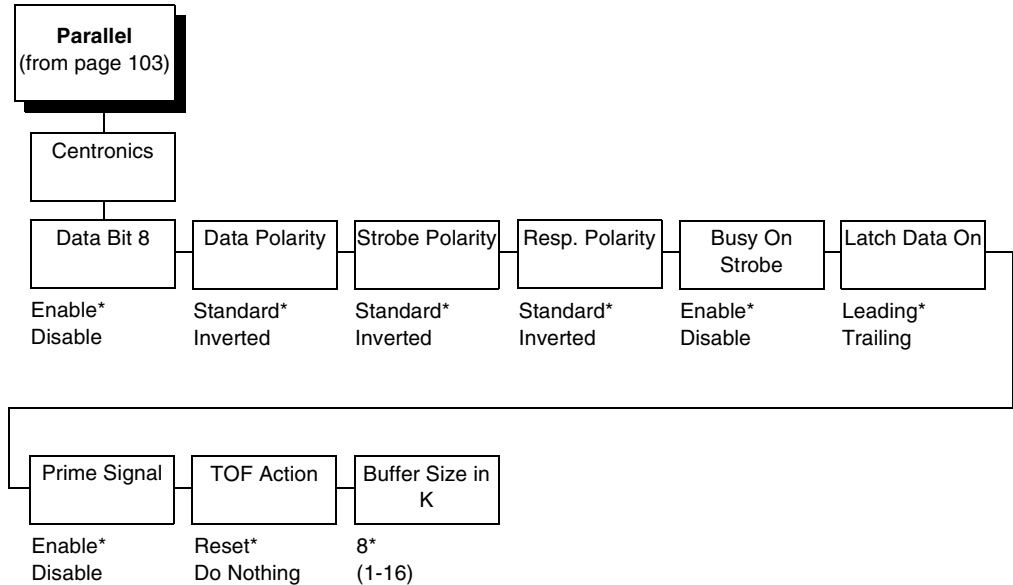 Parallel
(from page 103)
Centronics
Data Bit 8
Enable*
Disable
Data Polarity
Standard*
Inverted
Strobe Polarity
Standard*
Inverted
Resp. Polarity
Standard*
Inverted
Busy On
Strobe
Enable*
Disable
Latch Data On
Leading*
Trailing
Prime Signal
Enable*
Disable
TOF Action
Reset*
Do Nothing
Buffer Size in
K
8*
(1-16)